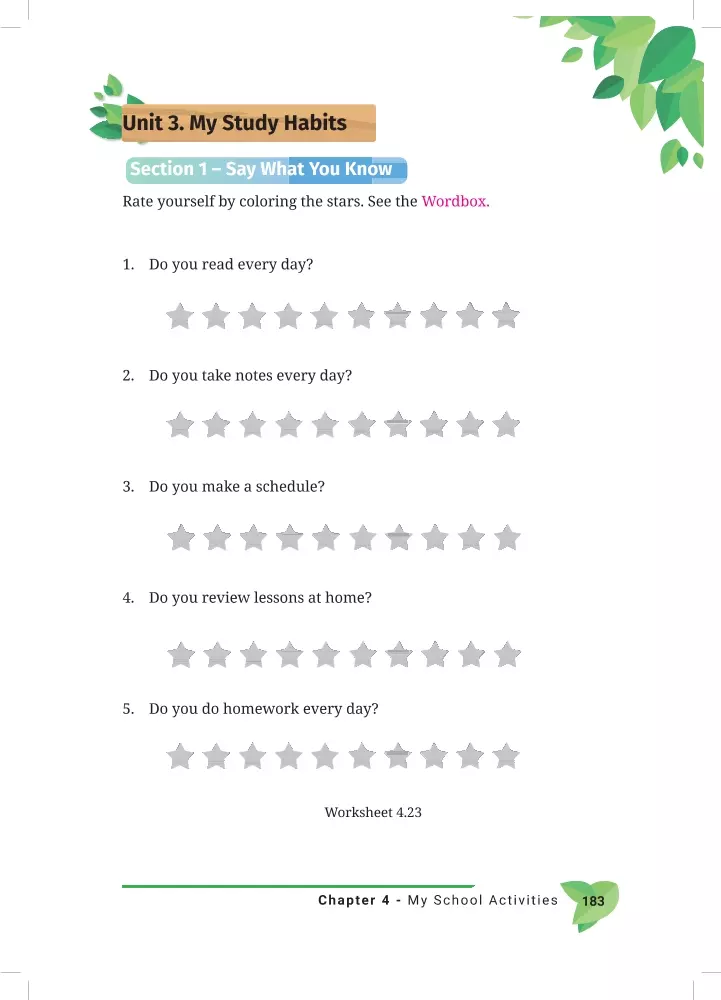 Unit 3. My Study Habits
Section 1 – Say What You Know
Rate yourself by coloring the stars. See the Wordbox.
1. Do you read every day?
2. Do you take notes every day?
3. Do you make a schedule?
4. Do you review lessons at home?
5. Do you do homework every day?
Worksheet 4.23
Chapter 4 - My School Activities 183